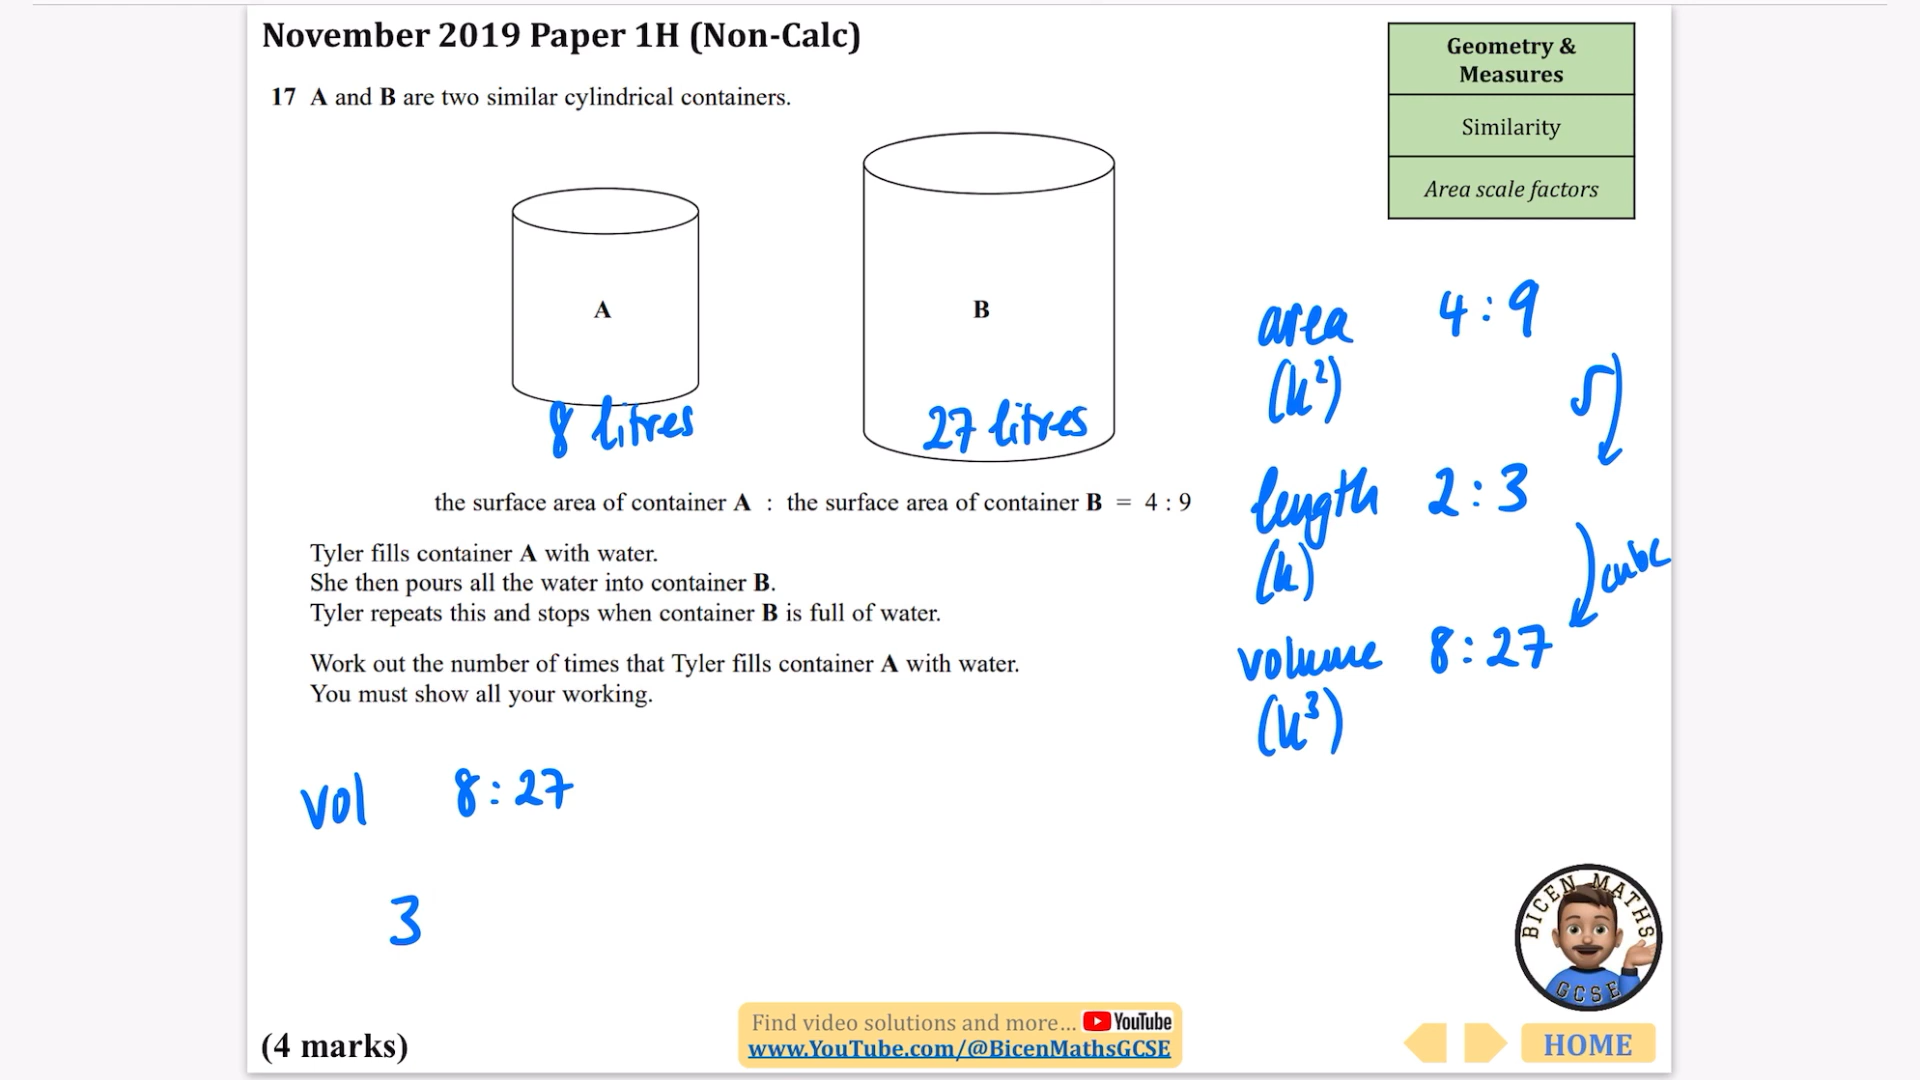 November 2019 Paper 1H (Non-Calc)
Geometry &
Measures
Similarity
Area scale factors
17 A and B are two similar cylindrical containers.
A
B
8 litres
27 litres
the surface area of container A : the surface area of container B = 4 : 9
Tyler fills container A with water.
She then pours all the water into container B.
Tyler repeats this and stops when container B is full of water.
Work out the number of times that Tyler fills container A with water.
You must show all your working.
area 4 : 9
(k²)
√
length 2 : 3
(k)
cube
volume 8 : 27
(k³)
vol 8 : 27
3
(4 marks)
Find video solutions and more... YouTube
www.YouTube.com/@BicenMathsGCSE
BICEN MATHS
GCSE
HOME